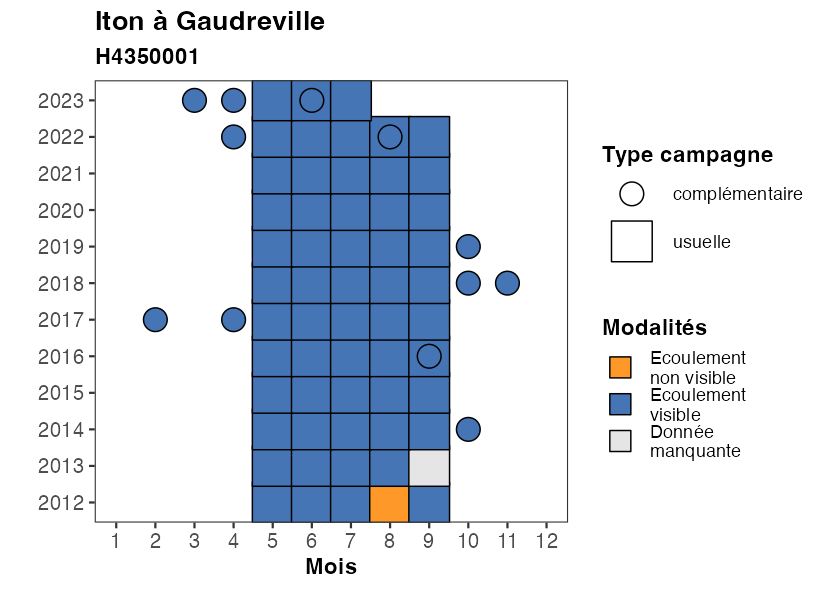 Iton à Gaudreville
H4350001
2023
2022
2021
2020
2019
2018
2017
2016
2015
2014
2013
2012
1 2 3 4 5 6 7 8 9 10 11 12
Mois
Type campagne
complémentaire
usuelle
Modalités
Ecoulement
non visible
Ecoulement
visible
Donnée
manquante